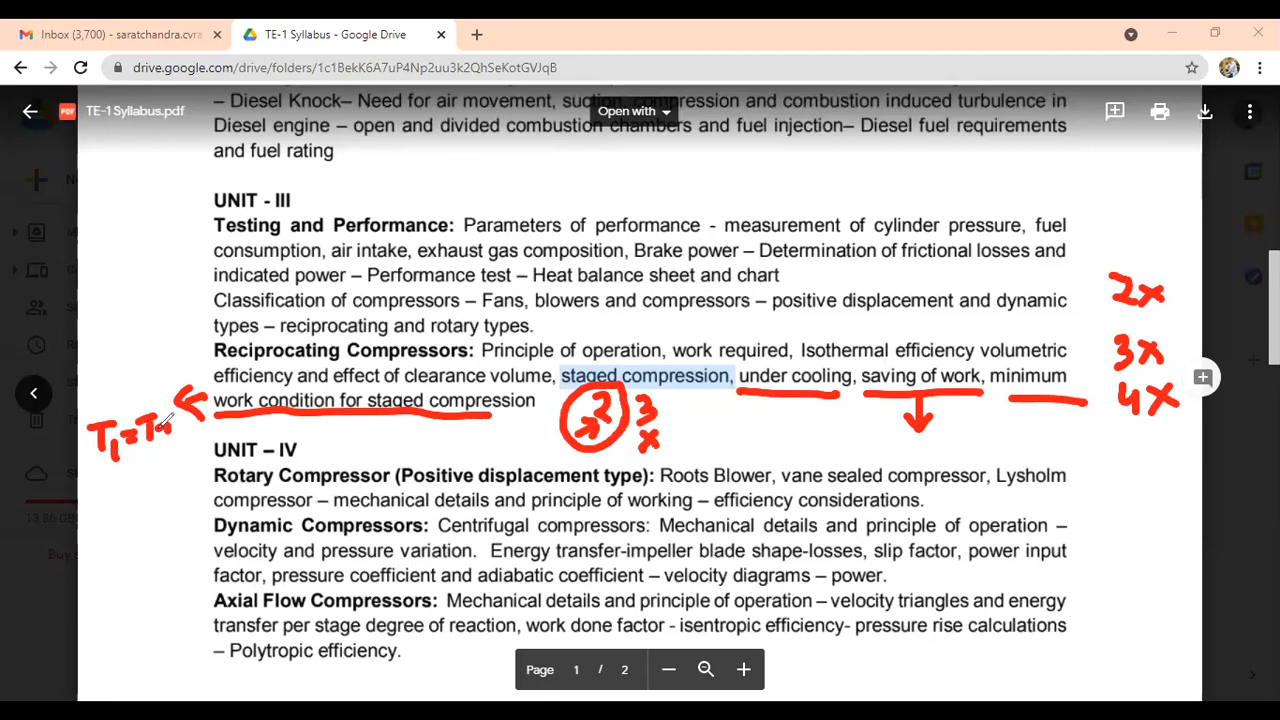 Inbox (3,700) - saratchandra.cvra
TE-1 Syllabus - Google Drive
drive.google.com/drive/folders/1c1BekK6A7uP4Np2uu3k2QhSeKotGVJqB
TE-1 Syllabus.pdf
Open with
– Diesel Knock– Need for air movement, suction, compression and combustion induced turbulence in
Diesel engine – open and divided combustion chambers and fuel injection– Diesel fuel requirements
and fuel rating
UNIT - III
Testing and Performance: Parameters of performance - measurement of cylinder pressure, fuel
consumption, air intake, exhaust gas composition, Brake power – Determination of frictional losses and
indicated power – Performance test – Heat balance sheet and chart
Classification of compressors – Fans, blowers and compressors – positive displacement and dynamic
types – reciprocating and rotary types.
Reciprocating Compressors: Principle of operation, work required, Isothermal efficiency volumetric
efficiency and effect of clearance volume, staged compression, under cooling, saving of work, minimum
work condition for staged compression
2x
3x
4x
T1=T
2
3
x
UNIT – IV
Rotary Compressor (Positive displacement type): Roots Blower, vane sealed compressor, Lysholm
compressor – mechanical details and principle of working – efficiency considerations.
Dynamic Compressors: Centrifugal compressors: Mechanical details and principle of operation –
velocity and pressure variation. Energy transfer-impeller blade shape-losses, slip factor, power input
factor, pressure coefficient and adiabatic coefficient – velocity diagrams – power.
Axial Flow Compressors: Mechanical details and principle of operation – velocity triangles and energy
transfer per stage degree of reaction, work done factor - isentropic efficiency- pressure rise calculations
– Polytropic efficiency.
Page 1 / 2